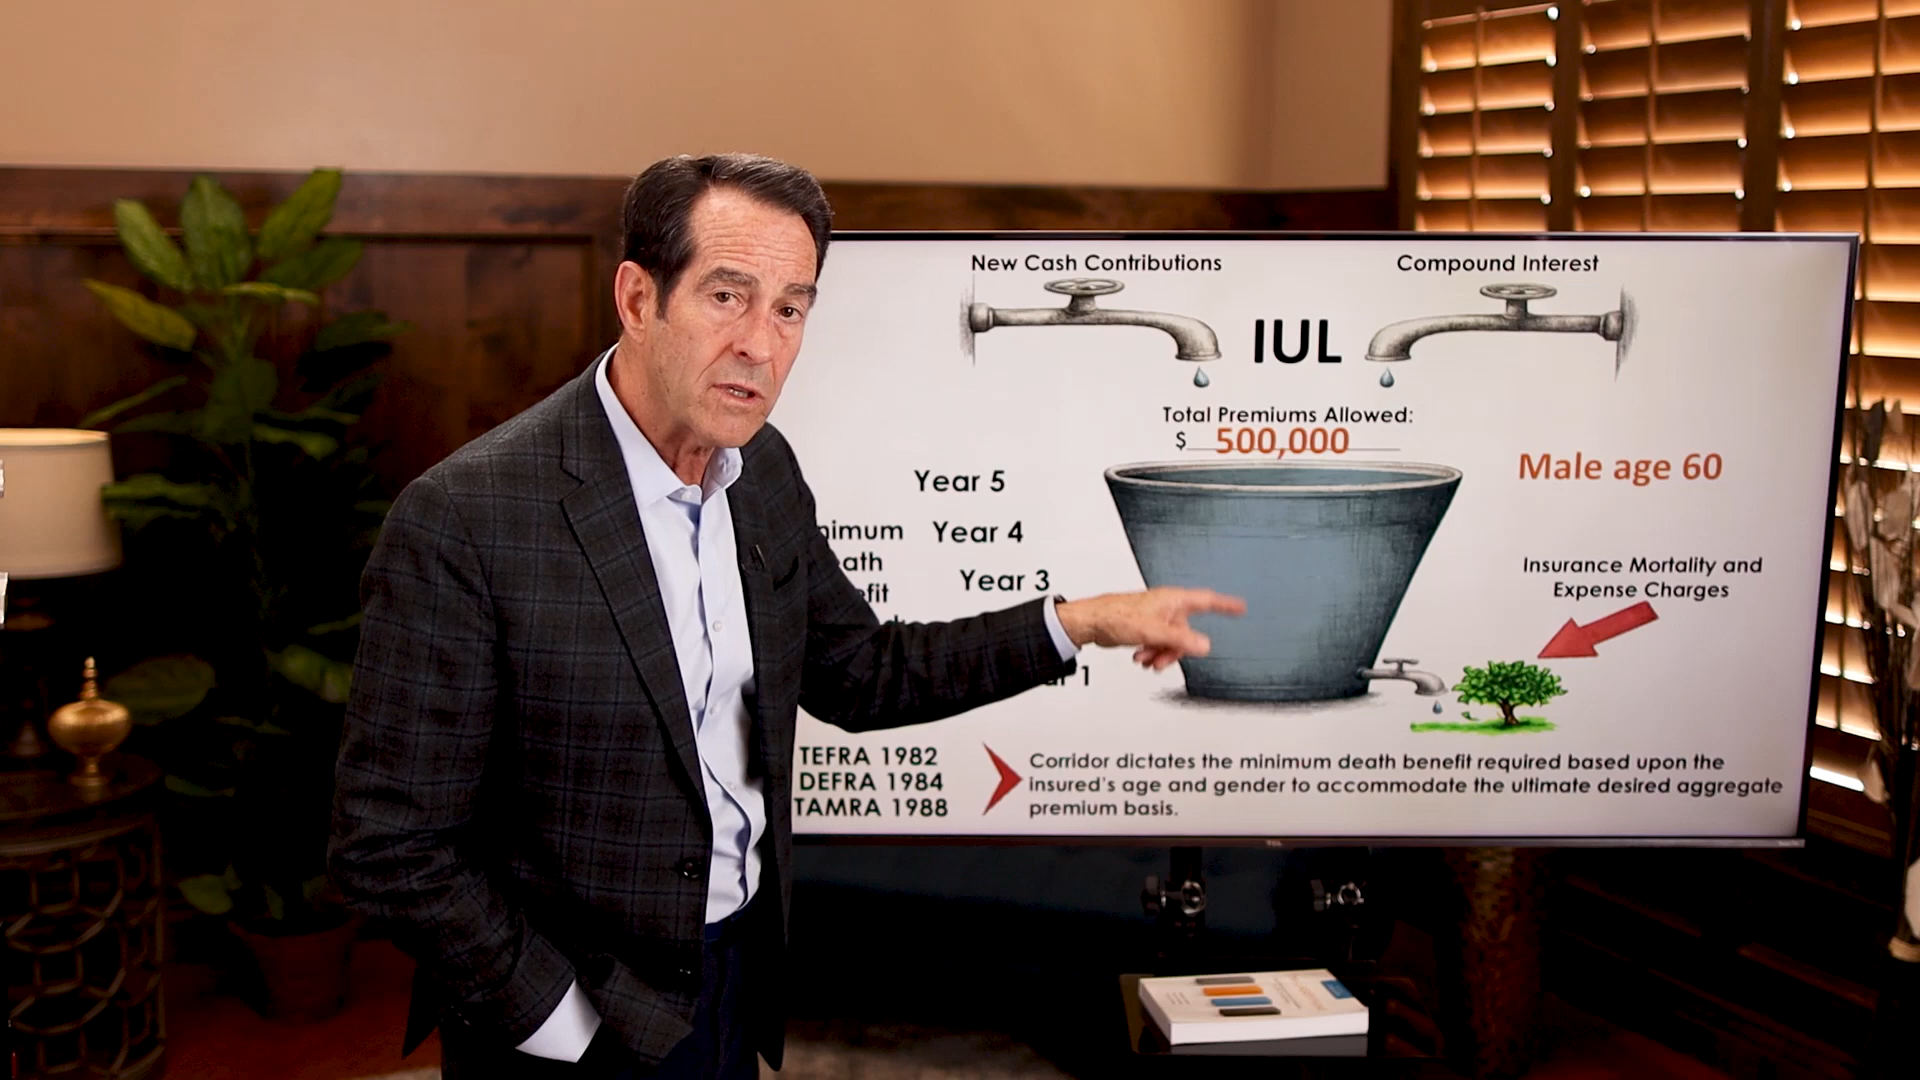 New Cash Contributions
Compound Interest
IUL
Total Premiums Allowed:
$ 500,000
Male age 60
Year 5
Year 4
Year 3
1
Insurance Mortality and
Expense Charges
TEFRA 1982
DEFRA 1984
TAMRA 1988
Corridor dictates the minimum death benefit required based upon the
insured's age and gender to accommodate the ultimate desired aggregate
premium basis.
TCL